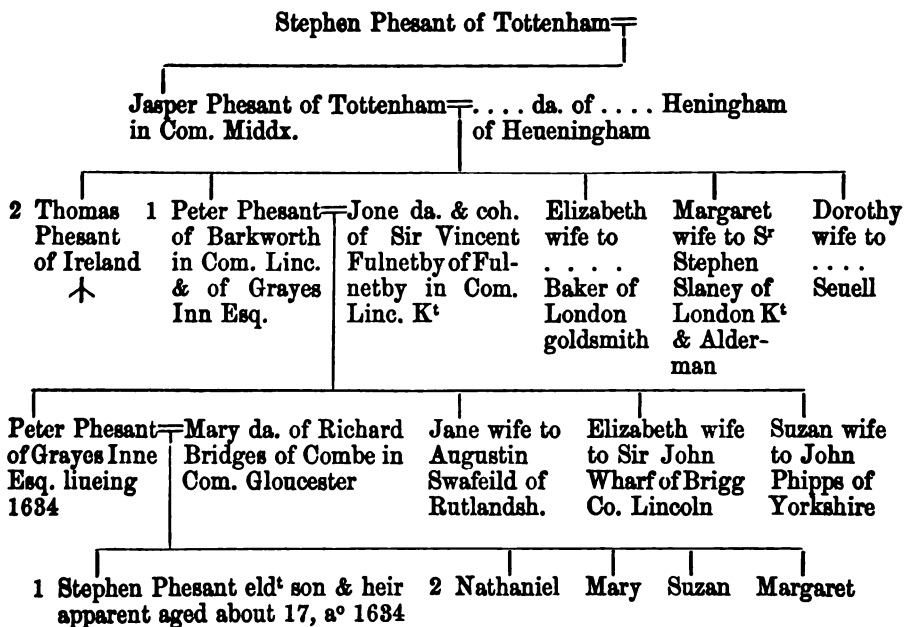 Stephen Phesant of Tottenham
Jasper Phesant of Tottenham
in Com. Middx.
. . . . da. of . . . . Heningham
of Heueningham
2 Thomas
Phesant
of Ireland
1 Peter Phesant
of Barkworth
in Com. Linc.
& of Grayes
Inn Esq.
Jone da. & coh.
of Sir Vincent
Fulnetby of Ful-
netby in Com.
Linc. Kᵗ
Elizabeth
wife to
. . . .
Baker of
London
goldsmith
Margaret
wife to Sʳ
Stephen
Slaney of
London Kᵗ
& Alder-
man
Dorothy
wife to
. . . .
Seuell
Peter Phesant
of Grayes Inne
Esq. liueing
1634
Mary da. of Richard
Bridges of Combe in
Com. Gloucester
Jane wife to
Augustin
Swafeild of
Rutlandsh.
Elizabeth wife
to Sir John
Wharf of Brigg
Co. Lincoln
Suzan wife
to John
Phipps of
Yorkshire
1 Stephen Phesant eldᵗ son & heir
apparent aged about 17, aᵒ 1634
2 Nathaniel
Mary
Suzan
Margaret